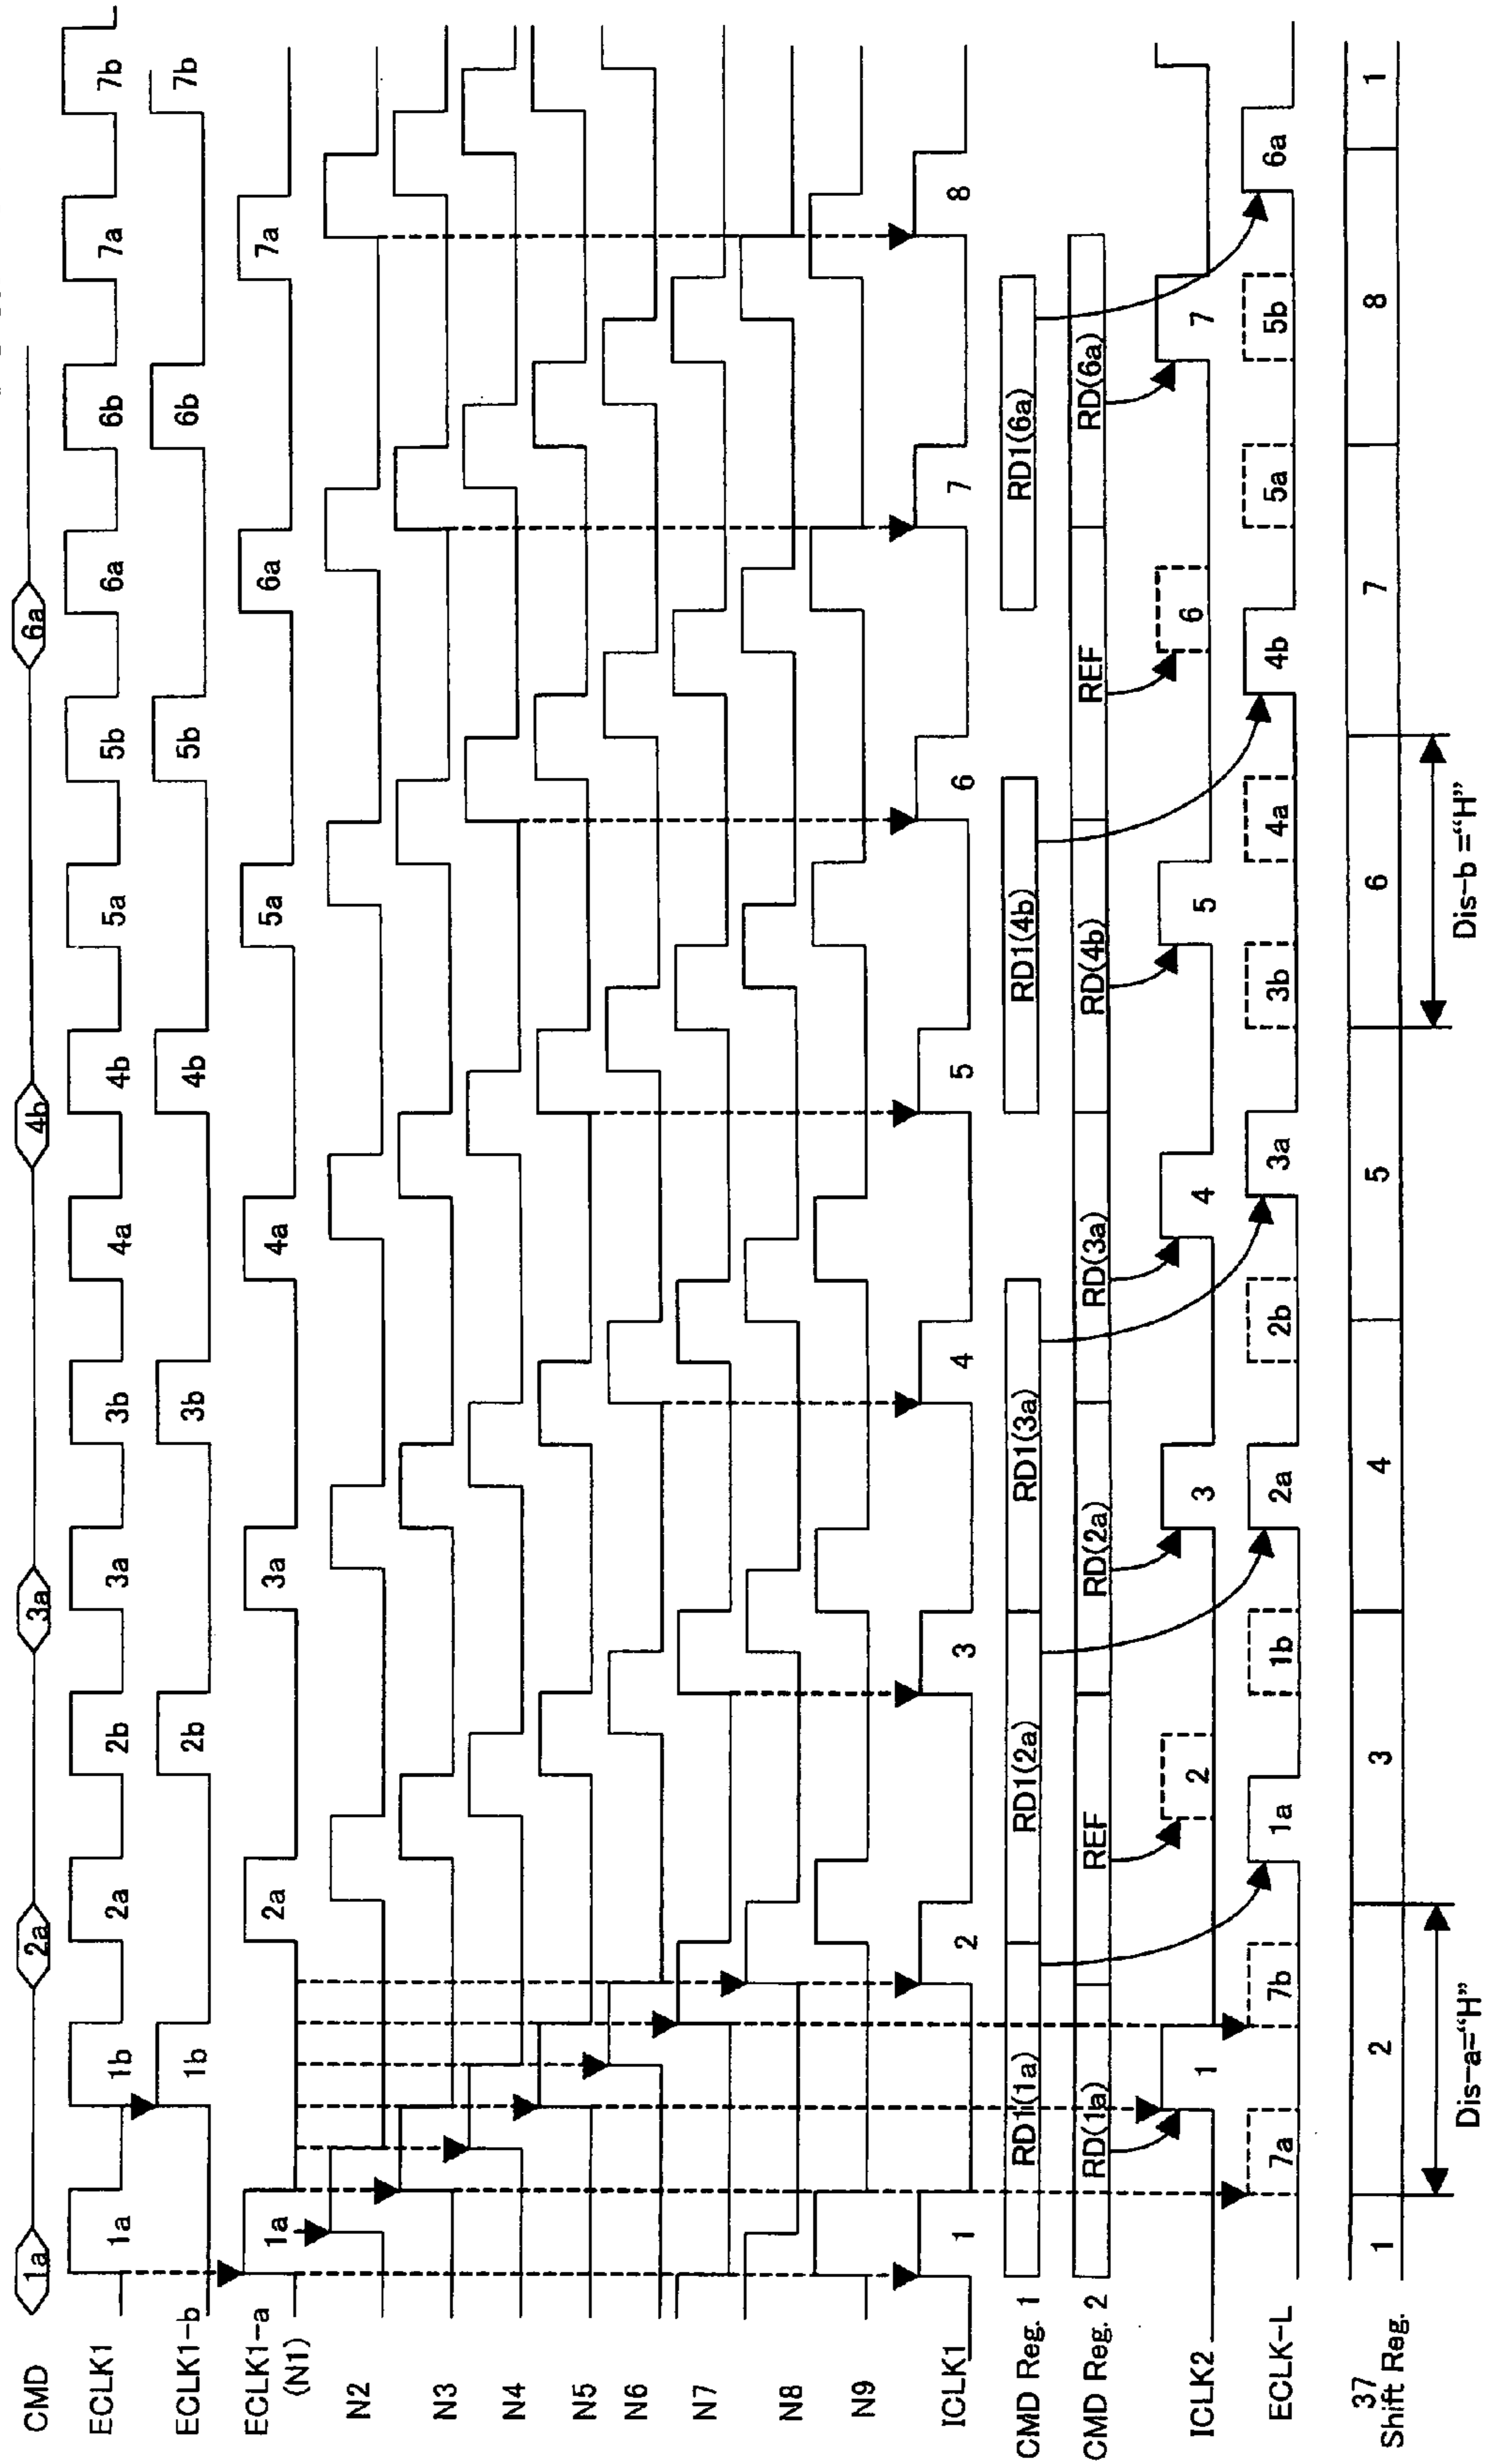 CMD 1a 2a 3a 4b 6a
ECLK1 1a 1b 2a 2b 3a 3b 4a 4b 5a 5b 6a 6b 7a 7b
ECLK1-b 1b 2b 3b 4b 5b 6b 7b
ECLK1-a (N1) 1a 2a 3a 4a 5a 6a 7a
N2
N3
N4
N5
N6
N7
N8
N9
ICLK1 1 2 3 4 5 6 7 8
CMD Reg. 1 RD1(1a) RD1(2a) RD1(3a) RD1(4b) RD1(6a)
CMD Reg. 2 RD(1a) REF RD(2a) RD(3a) RD(4b) REF RD(6a)
ICLK2 1 2 3 4 5 6 7
ECLK-L 7a 7b 1a 1b 2a 2b 3a 3b 4a 4b 5a 5b 6a
37
Shift Reg. 1 2 3 4 5 6 7 8 1
Dis-a="H" Dis-b="H"